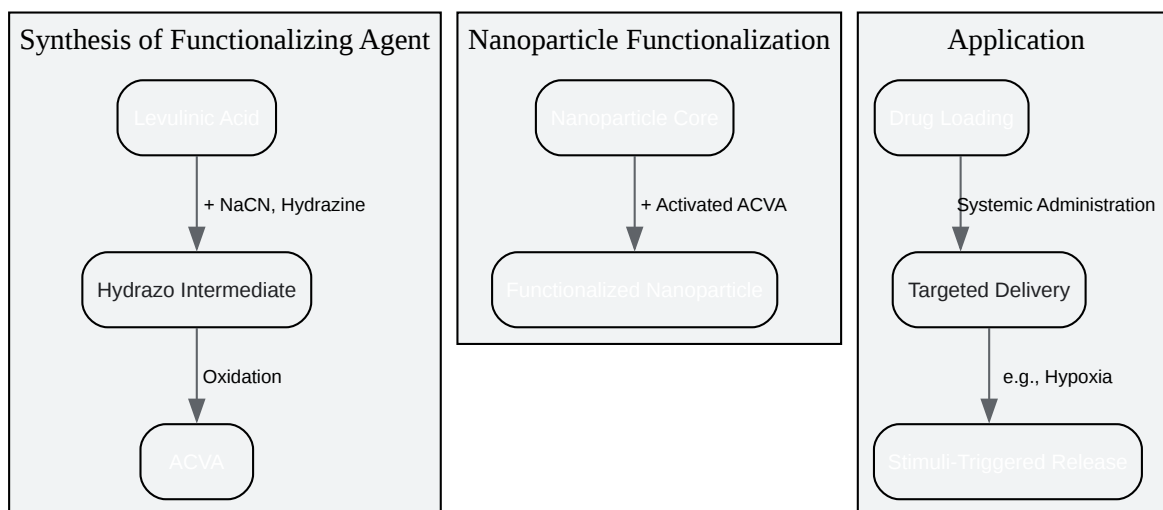 Synthesis of Functionalizing Agent
Levulinic Acid
+ NaCN, Hydrazine
Hydrazo Intermediate
Oxidation
ACVA
Nanoparticle Functionalization
Nanoparticle Core
+ Activated ACVA
Functionalized Nanoparticle
Application
Drug Loading
Systemic Administration
Targeted Delivery
e.g., Hypoxia
Stimuli-Triggered Release